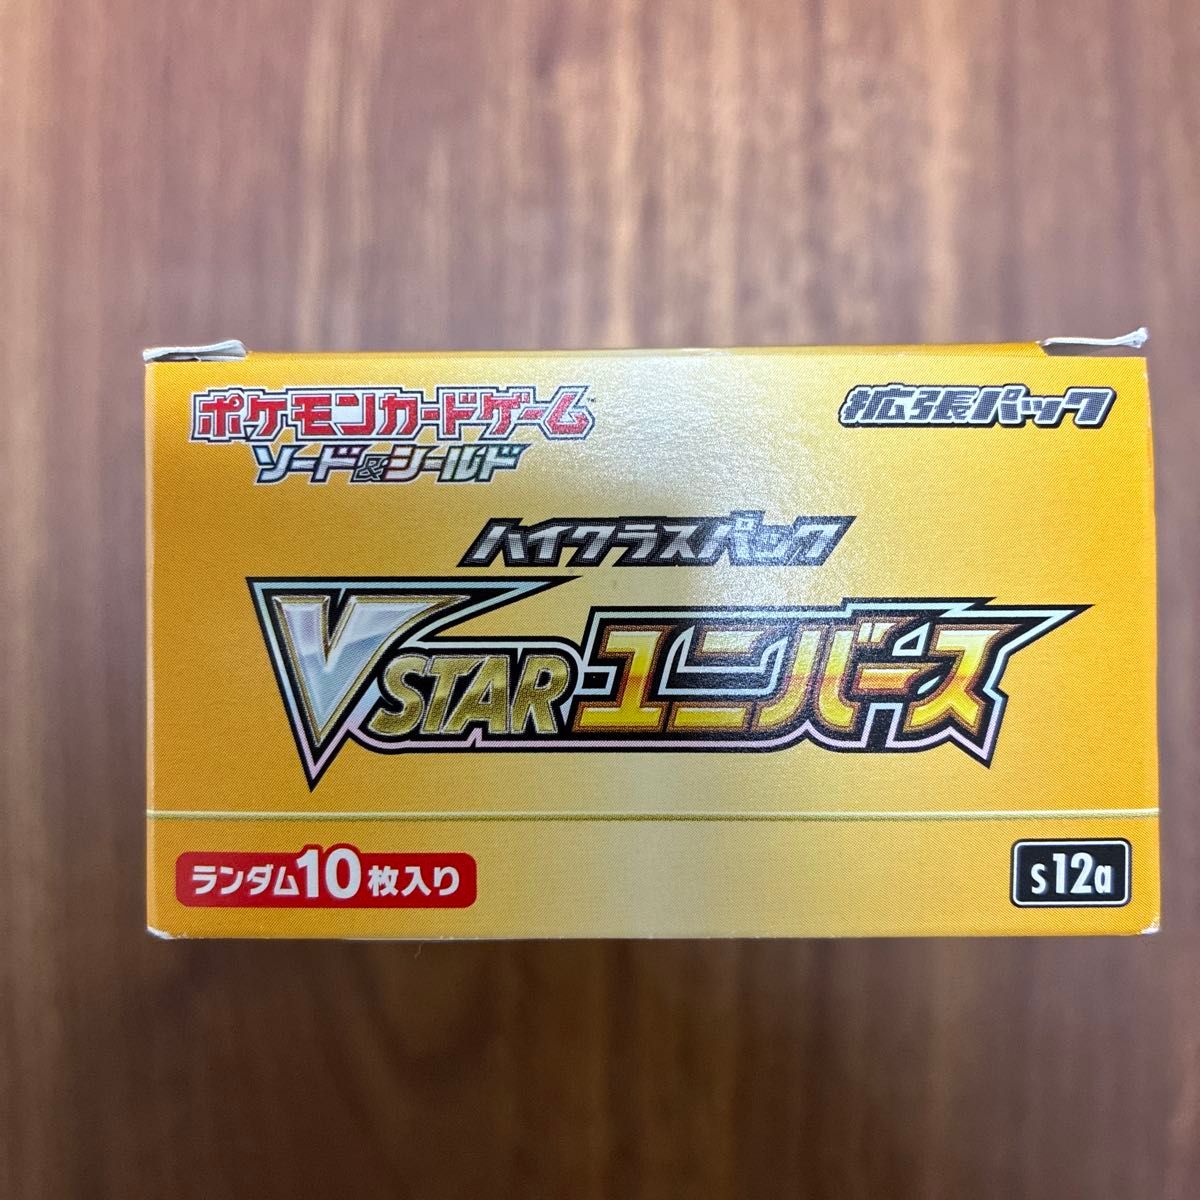 ポケモンカードゲーム™
ソード&シールド
拡張パック
ハイクラスパック
VSTARユニバース
ランダム10枚入り
s12a